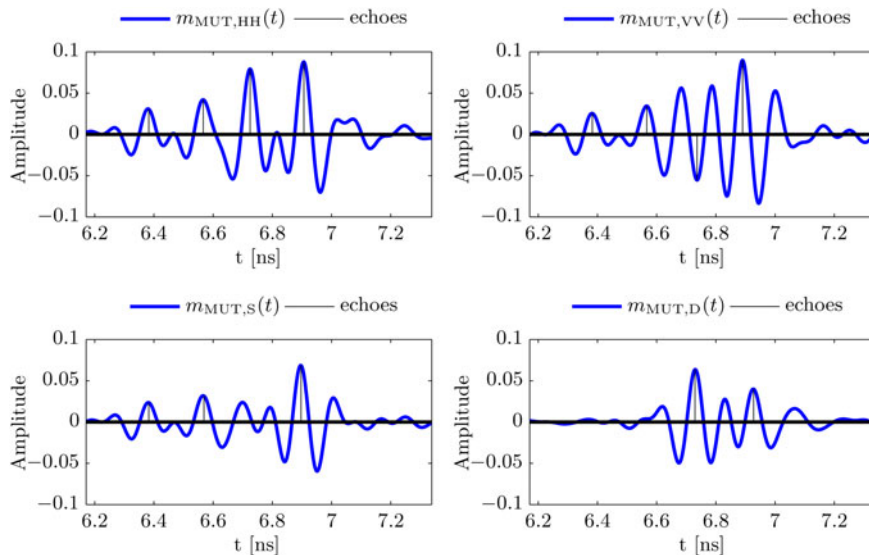 m_MUT,HH(t) echoes
0.1
0.05
0
−0.05
−0.1
Amplitude
6.2 6.4 6.6 6.8 7 7.2
t [ns]
m_MUT,VV(t) echoes
0.1
0.05
0
−0.05
−0.1
Amplitude
6.2 6.4 6.6 6.8 7 7.2
t [ns]
m_MUT,S(t) echoes
0.1
0.05
0
−0.05
−0.1
Amplitude
6.2 6.4 6.6 6.8 7 7.2
t [ns]
m_MUT,D(t) echoes
0.1
0.05
0
−0.05
−0.1
Amplitude
6.2 6.4 6.6 6.8 7 7.2
t [ns]